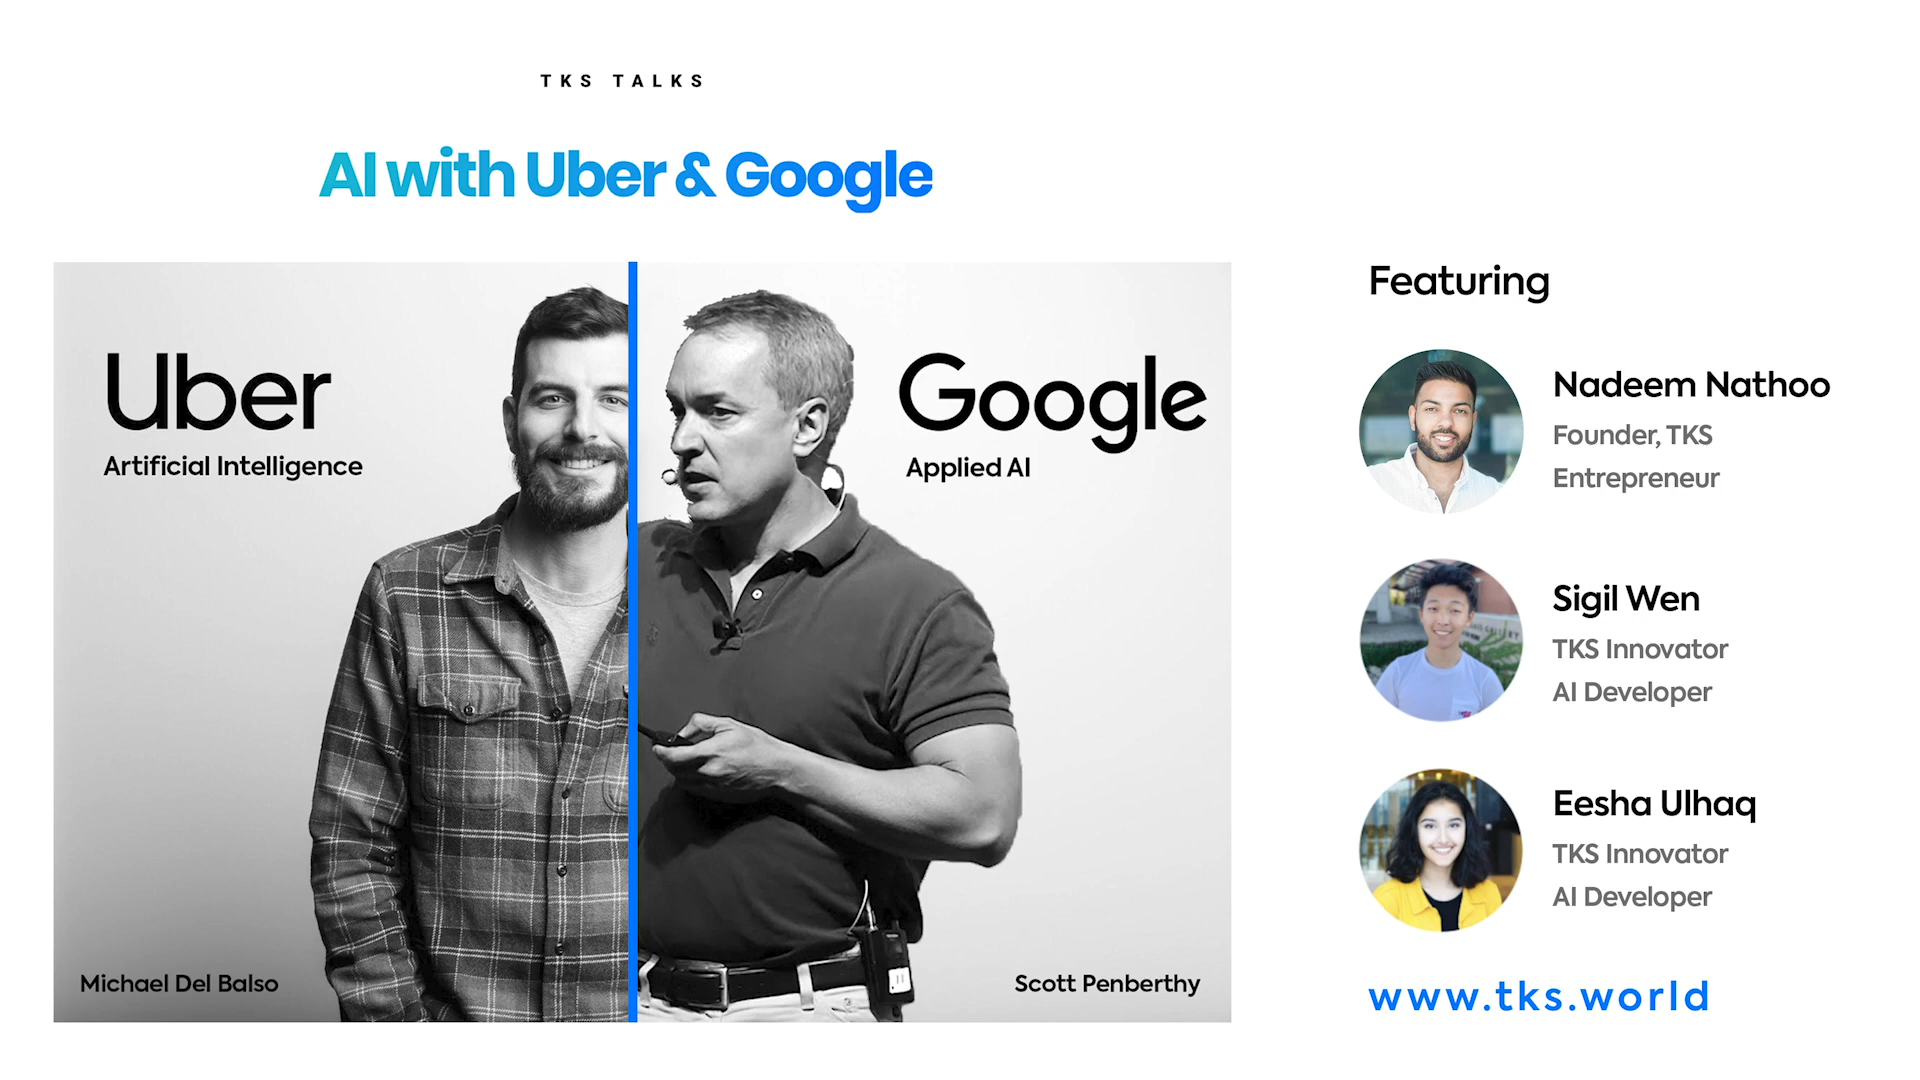 TKS TALKS
AI with Uber & Google
Uber
Artificial Intelligence
Michael Del Balso
Google
Applied AI
Scott Penberthy
Featuring
Nadeem Nathoo
Founder, TKS
Entrepreneur
Sigil Wen
TKS Innovator
AI Developer
Eesha Ulhaq
TKS Innovator
AI Developer
www.tks.world